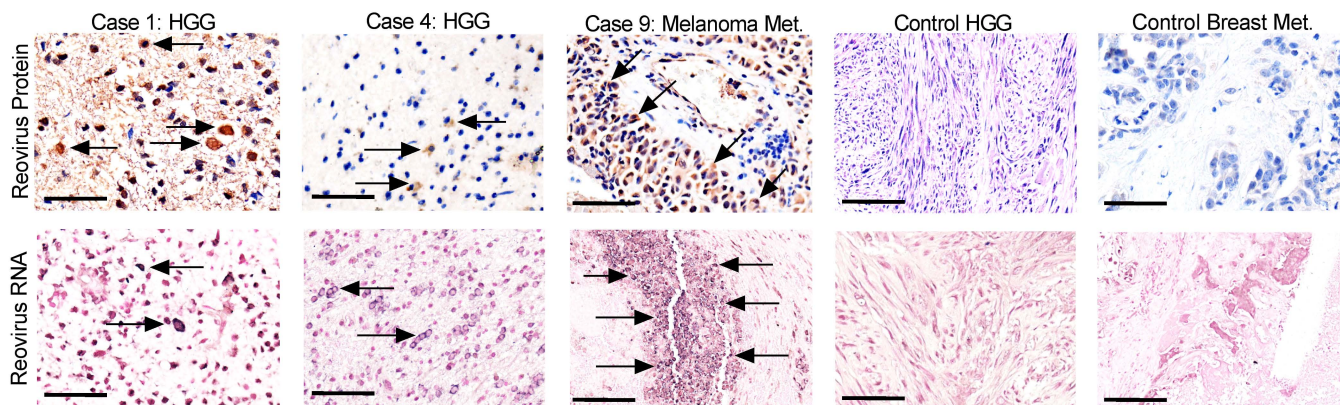 Case 1: HGG
Case 4: HGG
Case 9: Melanoma Met.
Control HGG
Control Breast Met.
Reovirus Protein
Reovirus RNA